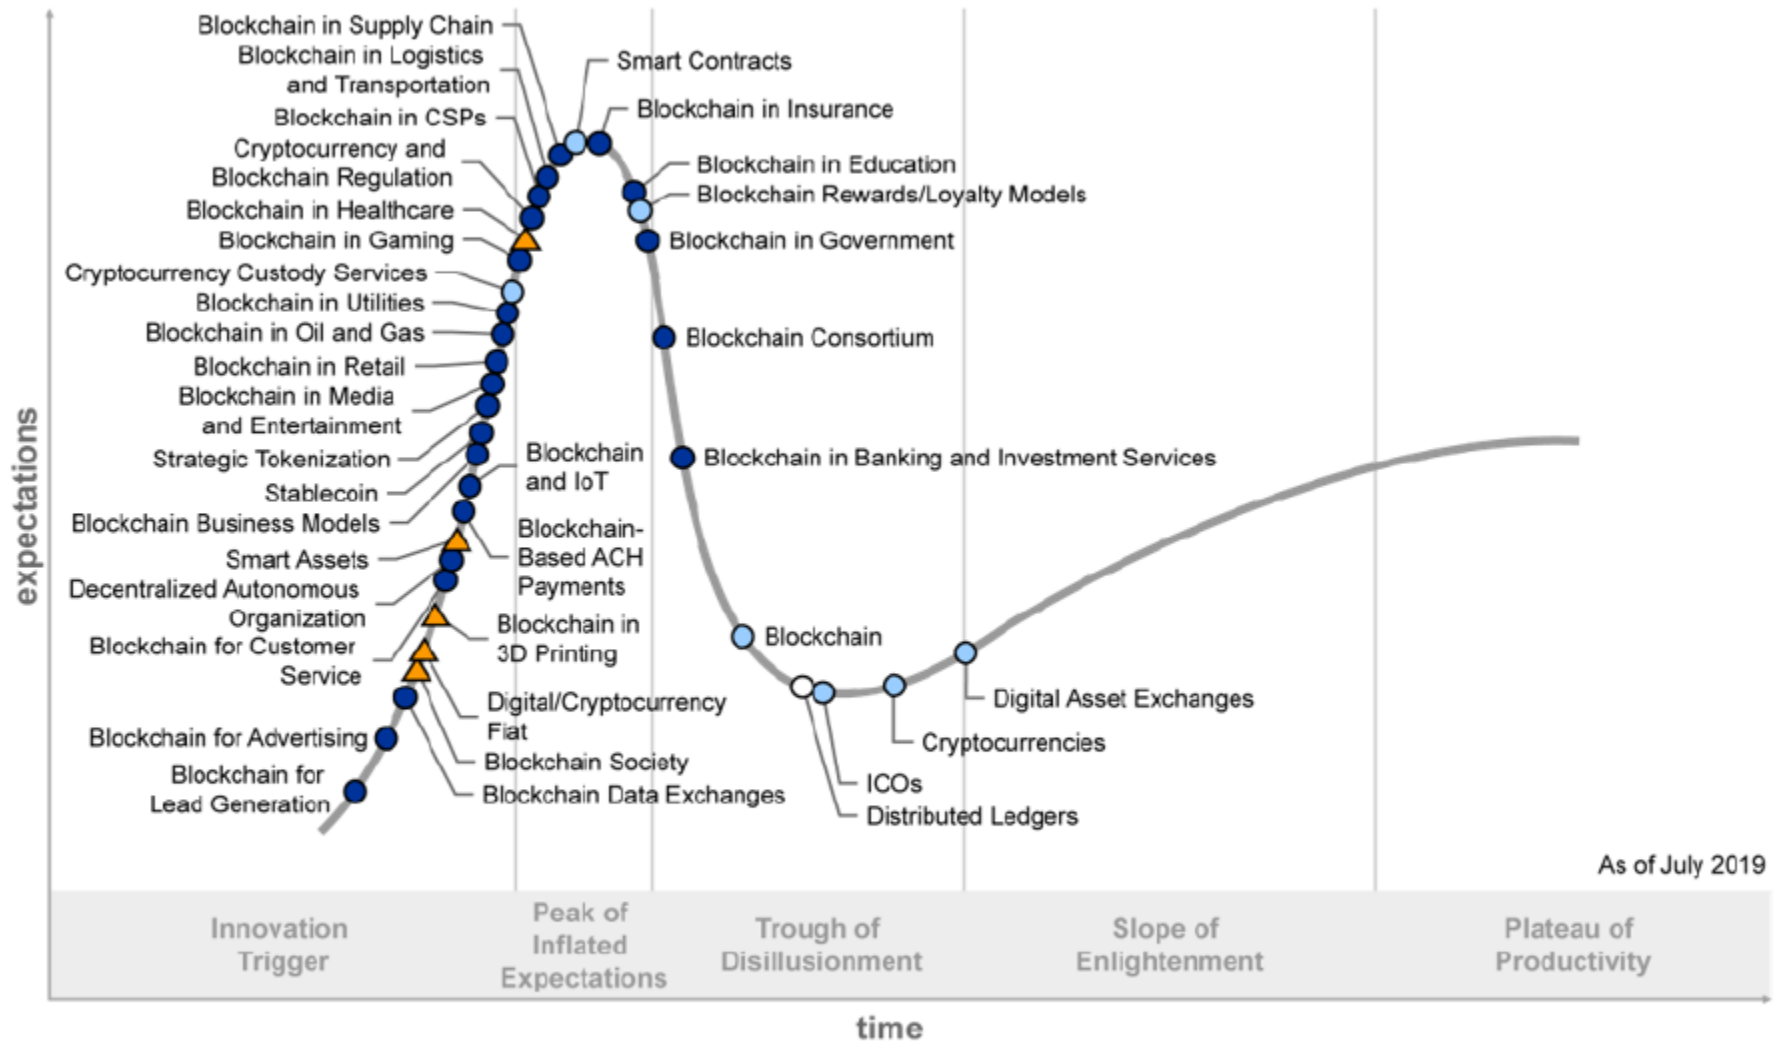 Blockchain in Supply Chain
Blockchain in Logistics
and Transportation
Blockchain in CSPs
Cryptocurrency and
Blockchain Regulation
Blockchain in Healthcare
Blockchain in Gaming
Cryptocurrency Custody Services
Blockchain in Utilities
Blockchain in Oil and Gas
Blockchain in Retail
Blockchain in Media
and Entertainment
Strategic Tokenization
Stablecoin
Blockchain Business Models
Smart Assets
Decentralized Autonomous
Organization
Blockchain for Customer
Service
Blockchain for Advertising
Blockchain for
Lead Generation
Smart Contracts
Blockchain in Insurance
Blockchain in Education
Blockchain Rewards/Loyalty Models
Blockchain in Government
Blockchain Consortium
Blockchain in Banking and Investment Services
Blockchain
and IoT
Blockchain-
Based ACH
Payments
Blockchain in
3D Printing
Digital/Cryptocurrency
Fiat
Blockchain Society
Blockchain Data Exchanges
Blockchain
Digital Asset Exchanges
Cryptocurrencies
ICOs
Distributed Ledgers
As of July 2019
expectations
Innovation
Trigger
Peak of
Inflated
Expectations
Trough of
Disillusionment
Slope of
Enlightenment
Plateau of
Productivity
time